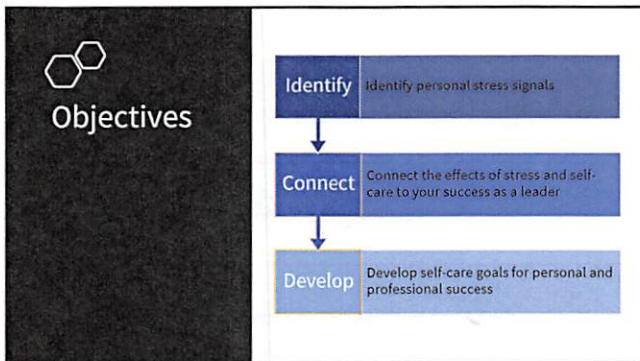 Objectives
Identify
Identify personal stress signals
Connect
Connect the effects of stress and self-
care to your success as a leader
Develop
Develop self-care goals for personal and
professional success